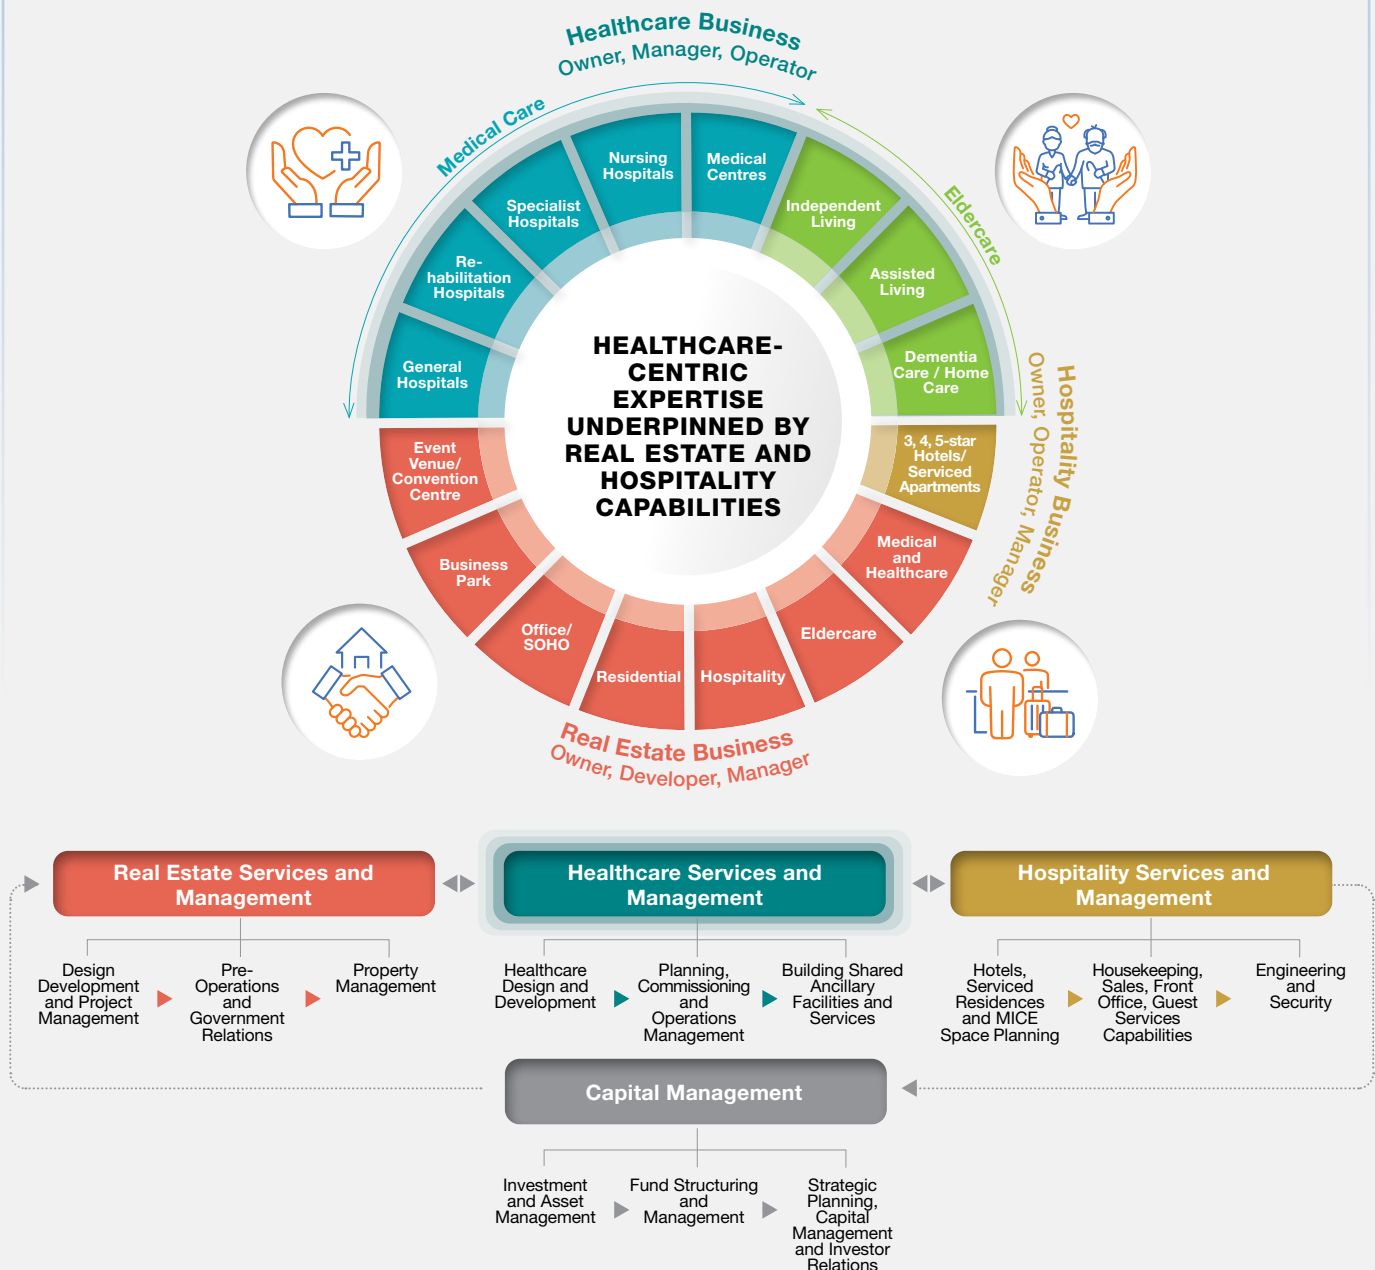 Healthcare Business
Owner, Manager, Operator
Medical Care
Eldercare
Nursing
Hospitals
Medical
Centres
Specialist
Hospitals
Independent
Living
Re-
habilitation
Hospitals
Assisted
Living
General
Hospitals
Dementia
Care / Home
Care
HEALTHCARE-
CENTRIC
EXPERTISE
UNDERPINNED BY
REAL ESTATE AND
HOSPITALITY
CAPABILITIES
Hospitality Business
Owner, Operator, Manager
Event
Venue/
Convention
Centre
3, 4, 5-star
Hotels/
Serviced
Apartments
Business
Park
Medical
and
Healthcare
Office/
SOHO
Eldercare
Residential
Hospitality
Real Estate Business
Owner, Developer, Manager
Real Estate Services and
Management
Design
Development
and Project
Management
Pre-
Operations
and
Government
Relations
Property
Management
Healthcare Services and
Management
Healthcare
Design and
Development
Planning,
Commissioning
and
Operations
Management
Building Shared
Ancillary
Facilities and
Services
Hospitality Services and
Management
Hotels,
Serviced
Residences
and MICE
Space Planning
Housekeeping,
Sales, Front
Office, Guest
Services
Capabilities
Engineering
and
Security
Capital Management
Investment
and Asset
Management
Fund Structuring
and
Management
Strategic
Planning,
Capital
Management
and Investor
Relations